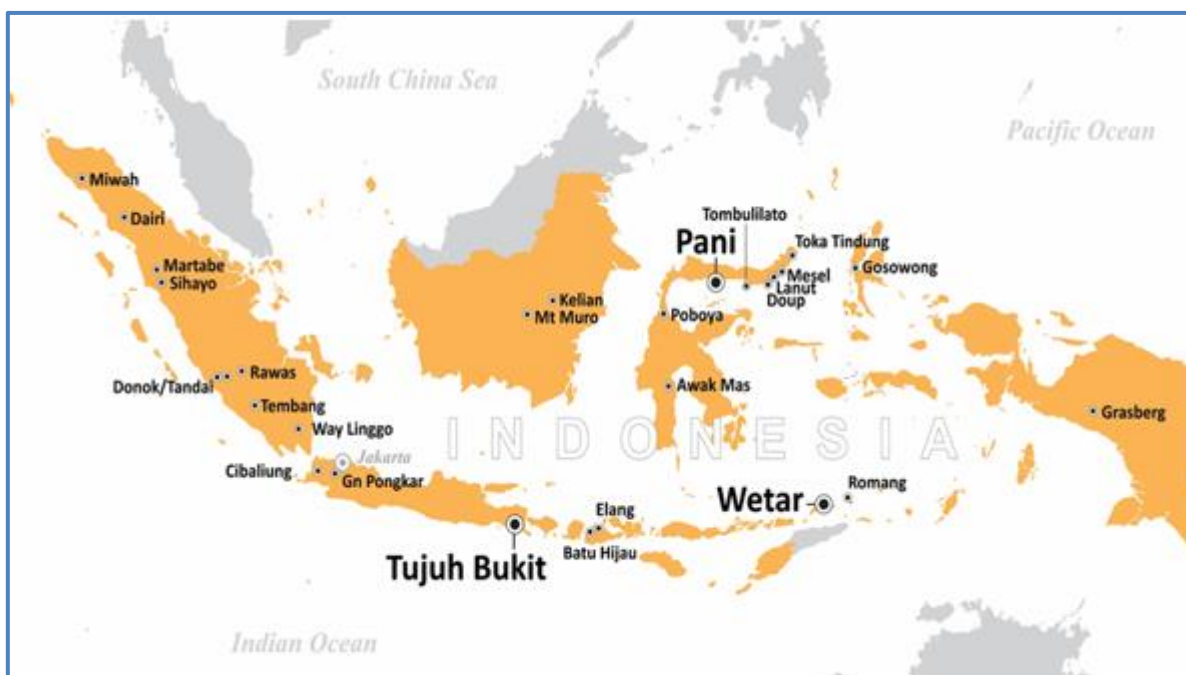 South China Sea
Pacific Ocean
Miwah
Dairi
Tombulilato
Pani
Toka Tindung
Martabe
Sihayo
Mesel
Gosowong
Lanut
Doup
Kelian
Mt Muro
Poboya
Rawas
Donok/Tandai
Awak Mas
Tembang
Grasberg
Way Linggo
INDONESIA
Jakarta
Cibaliung
Gn Pongkar
Romang
Wetar
Elang
Batu Hijau
Tujuh Bukit
Indian Ocean